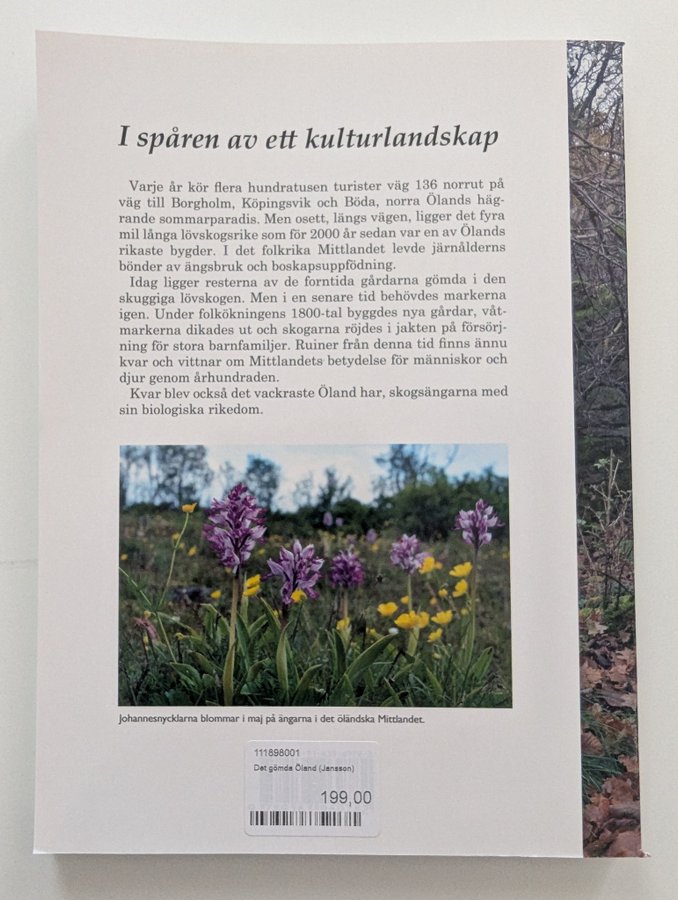 I spåren av ett kulturlandskap
Varje år kör flera hundratusen turister väg 136 norrut på
väg till Borgholm, Köpingsvik och Böda, norra Ölands häg-
rande sommarparadis. Men osett, längs vägen, ligger det fyra
mil långa lövskogsrike som för 2000 år sedan var en av Ölands
rikaste bygder. I det folkrika Mittlandet levde järnålderns
bönder av ängsbruk och boskapsuppfödning.
Idag ligger resterna av de forntida gårdarna gömda i den
skuggiga lövskogen. Men i en senare tid behövdes markerna
igen. Under folkökningens 1800-tal byggdes nya gårdar, våt-
markerna dikades ut och skogarna röjdes i jakten på försörj-
ning för stora barnfamiljer. Ruiner från denna tid finns ännu
kvar och vittnar om Mittlandets betydelse för människor och
djur genom århundraden.
Kvar blev också det vackraste Öland har, skogsängarna med
sin biologiska rikedom.
Johannesnycklarna blommar i maj på ängarna i det öländska Mittlandet.
111898001
Det gömda Öland (Jansson)
199,00